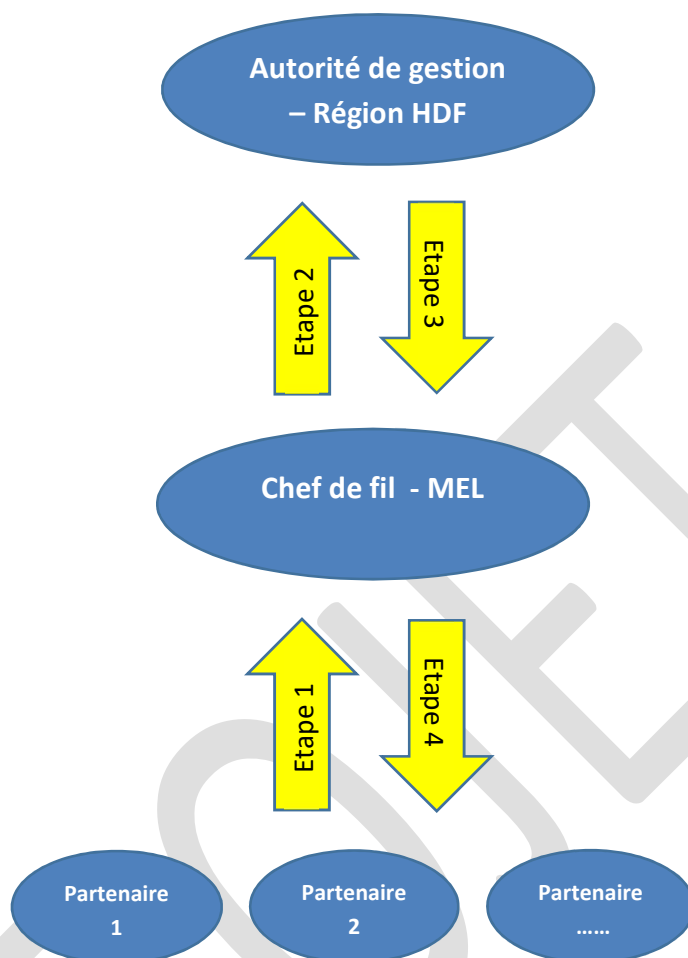 Autorité de gestion
– Région HDF
Etape 2
Etape 3
Chef de fil - MEL
Etape 1
Etape 4
Partenaire
1
Partenaire
2
Partenaire
……